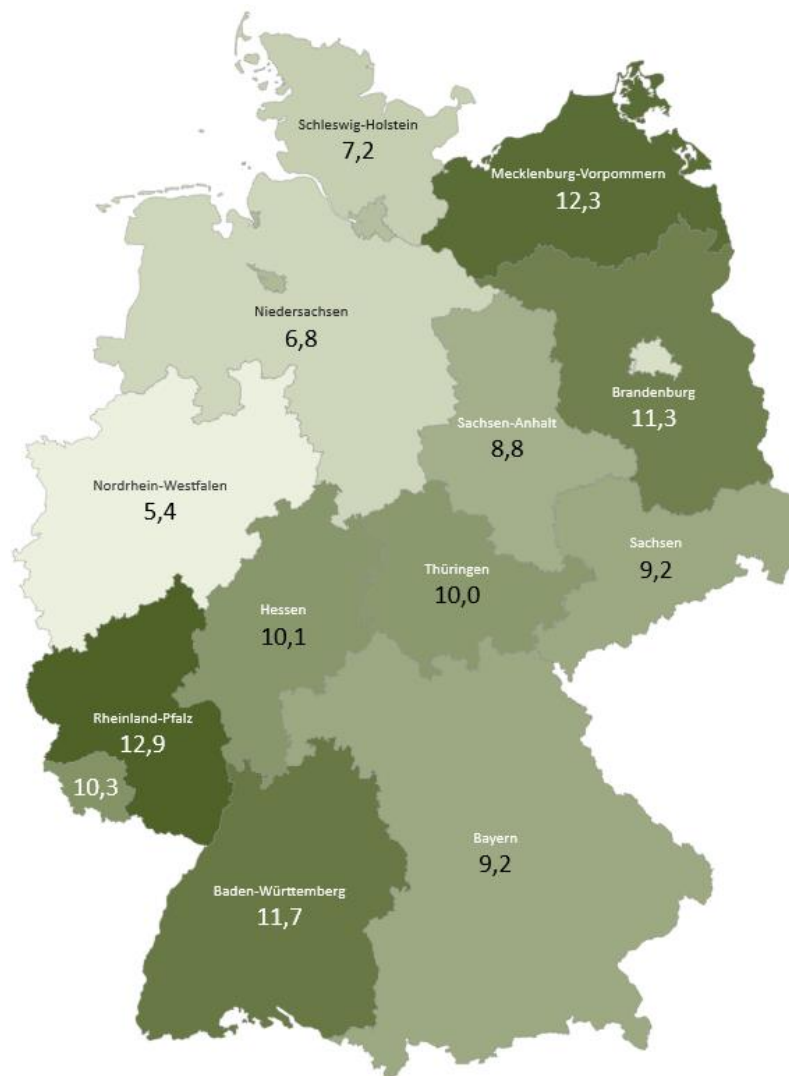 Schleswig-Holstein
7,2
Mecklenburg-Vorpommern
12,3
Niedersachsen
6,8
Brandenburg
11,3
Sachsen-Anhalt
8,8
Nordrhein-Westfalen
5,4
Sachsen
9,2
Thüringen
10,0
Hessen
10,1
Rheinland-Pfalz
12,9
10,3
Bayern
9,2
Baden-Württemberg
11,7